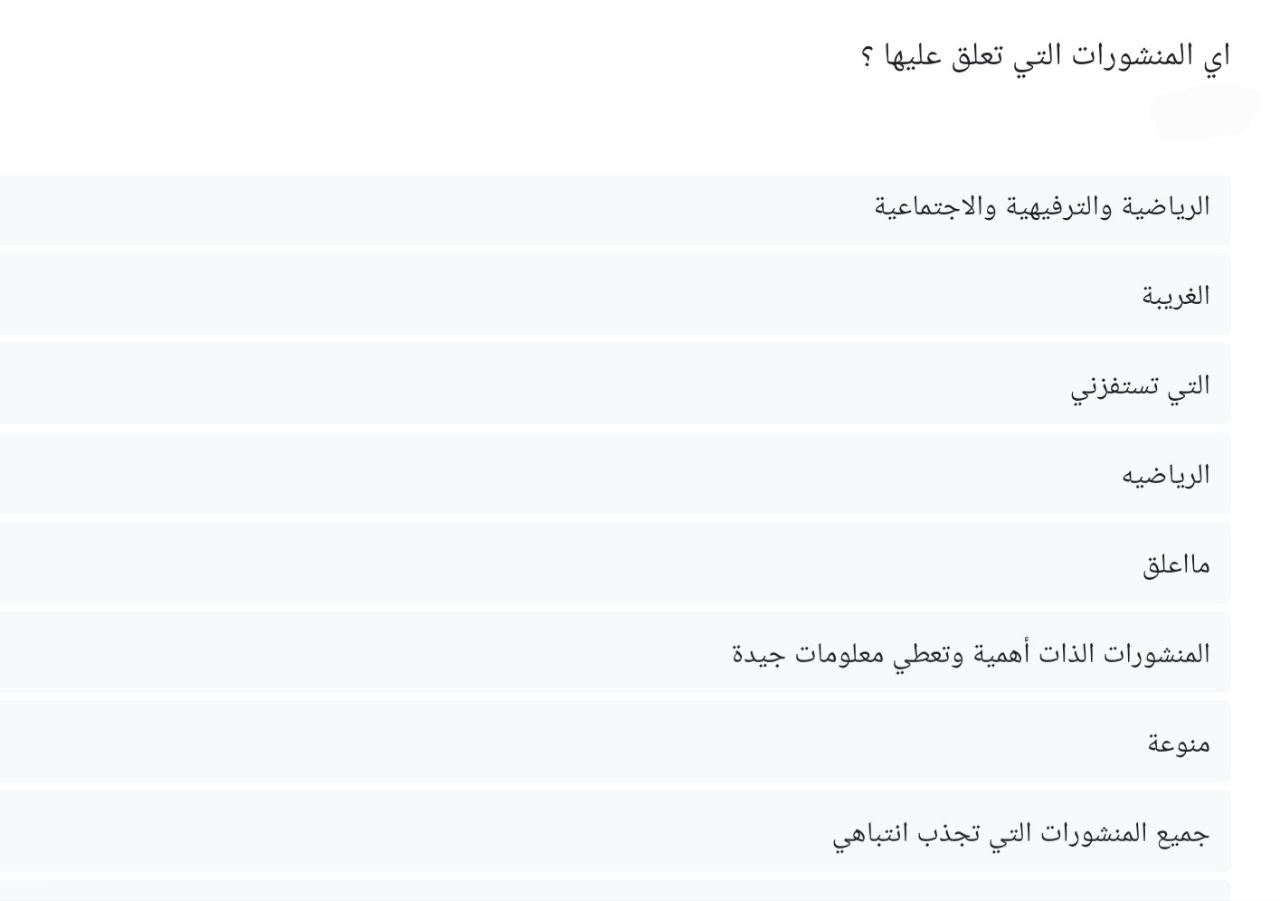 اي المنشورات التي تعلق عليها ؟
الرياضية والترفيهية والاجتماعية
الغريبة
التي تستفزني
الرياضيه
مااعلق
المنشورات الذات أهمية وتعطي معلومات جيدة
منوعة
جميع المنشورات التي تجذب انتباهي